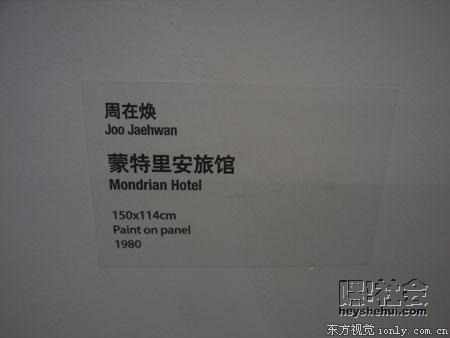 周在焕
Joo Jaehwan
蒙特里安旅馆
Mondrian Hotel
150x114cm
Paint on panel
1980
嘿!社会
heyshehui.com
东方视觉 ionly.com.cn